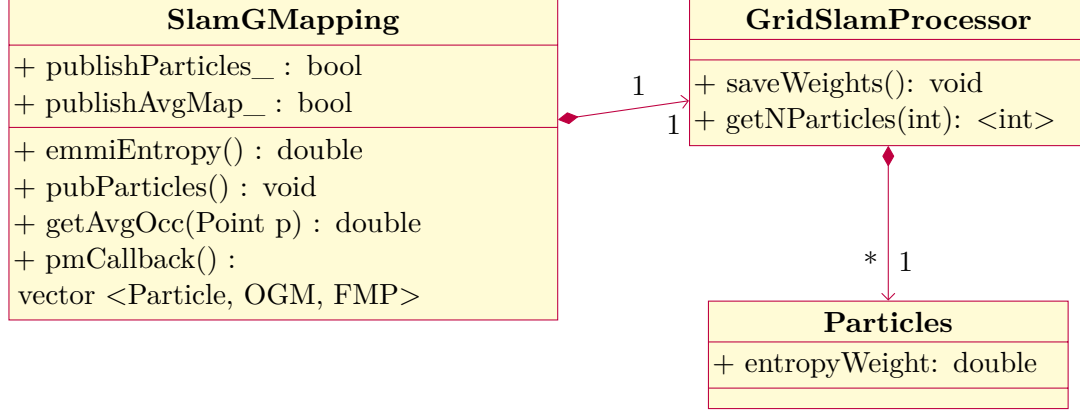 SlamGMapping
+ publishParticles_ : bool
+ publishAvgMap_ : bool
+ emmiEntropy() : double
+ pubParticles() : void
+ getAvgOcc(Point p) : double
+ pmCallback() :
vector <Particle, OGM, FMP>
1
1
GridSlamProcessor
+ saveWeights(): void
+ getNParticles(int): <int>
* 1
Particles
+ entropyWeight: double